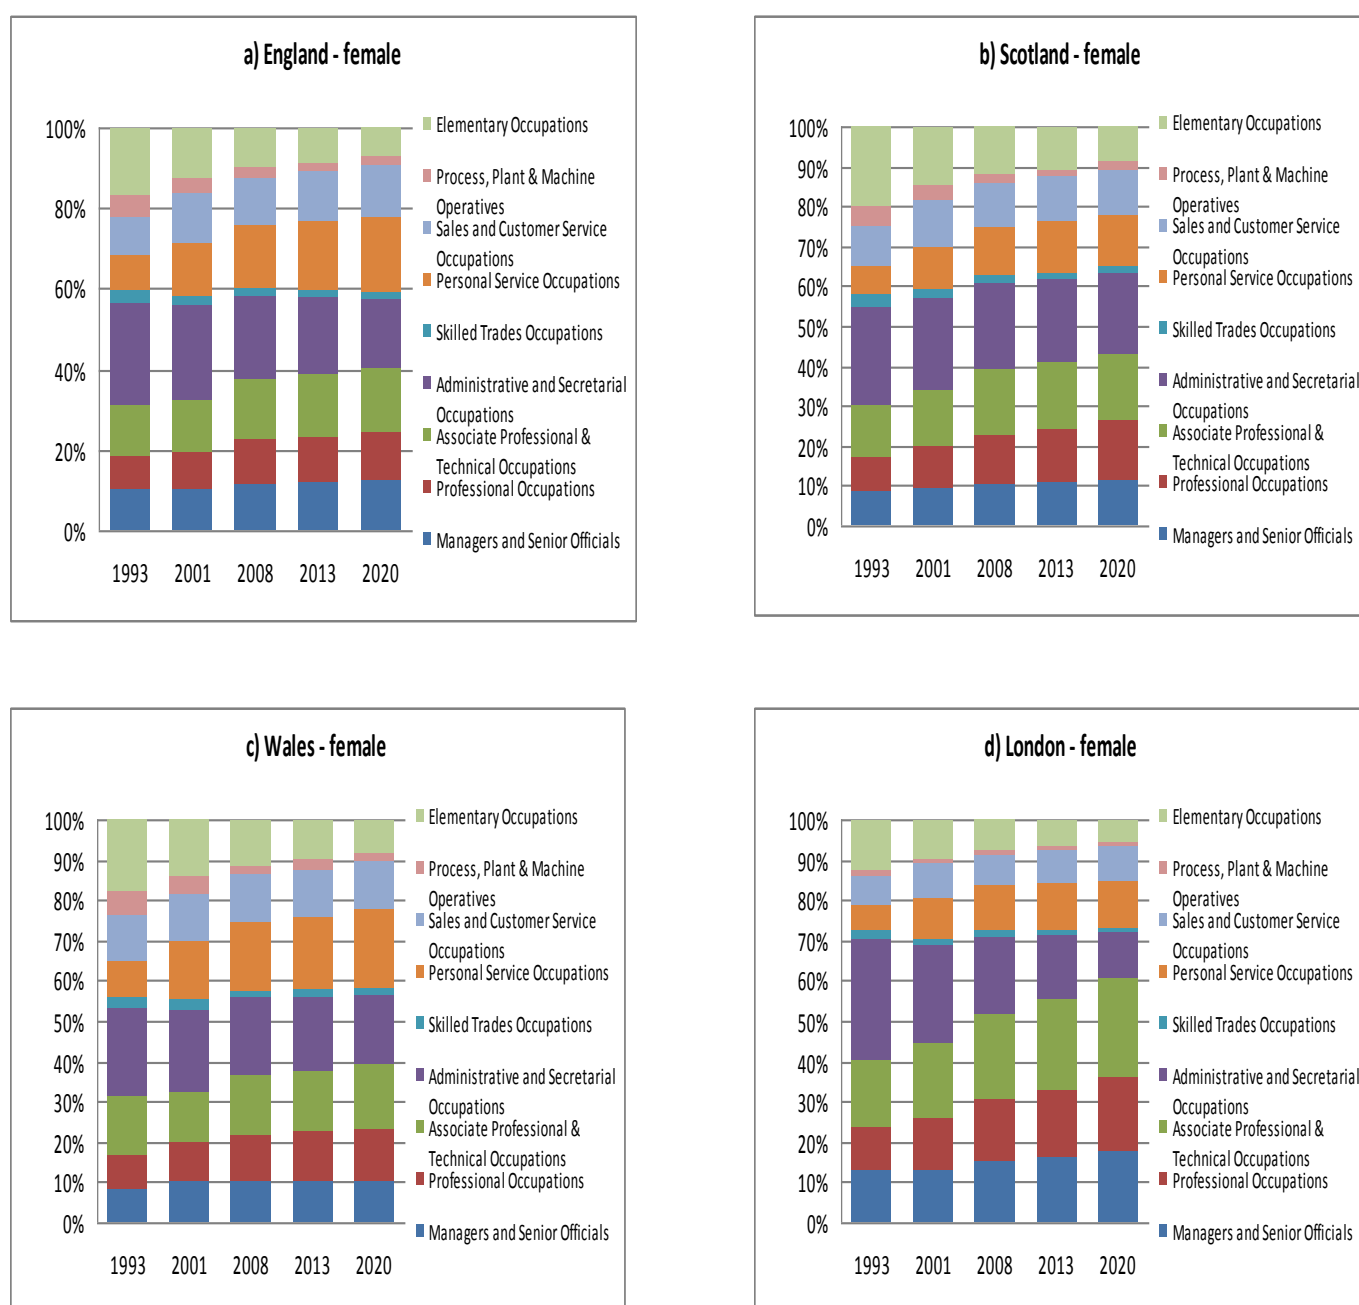 a) England - female
100%
80%
60%
40%
20%
0%
1993 2001 2008 2013 2020
Elementary Occupations
Process, Plant & Machine
Operatives
Sales and Customer Service
Occupations
Personal Service Occupations
Skilled Trades Occupations
Administrative and Secretarial
Occupations
Associate Professional &
Technical Occupations
Professional Occupations
Managers and Senior Officials
b) Scotland - female
100%
90%
80%
70%
60%
50%
40%
30%
20%
10%
0%
1993 2001 2008 2013 2020
Elementary Occupations
Process, Plant & Machine
Operatives
Sales and Customer Service
Occupations
Personal Service Occupations
Skilled Trades Occupations
Administrative and Secretarial
Occupations
Associate Professional &
Technical Occupations
Professional Occupations
Managers and Senior Officials
c) Wales - female
100%
90%
80%
70%
60%
50%
40%
30%
20%
10%
0%
1993 2001 2008 2013 2020
Elementary Occupations
Process, Plant & Machine
Operatives
Sales and Customer Service
Occupations
Personal Service Occupations
Skilled Trades Occupations
Administrative and Secretarial
Occupations
Associate Professional &
Technical Occupations
Professional Occupations
Managers and Senior Officials
d) London - female
100%
90%
80%
70%
60%
50%
40%
30%
20%
10%
0%
1993 2001 2008 2013 2020
Elementary Occupations
Process, Plant & Machine
Operatives
Sales and Customer Service
Occupations
Personal Service Occupations
Skilled Trades Occupations
Administrative and Secretarial
Occupations
Associate Professional &
Technical Occupations
Professional Occupations
Managers and Senior Officials